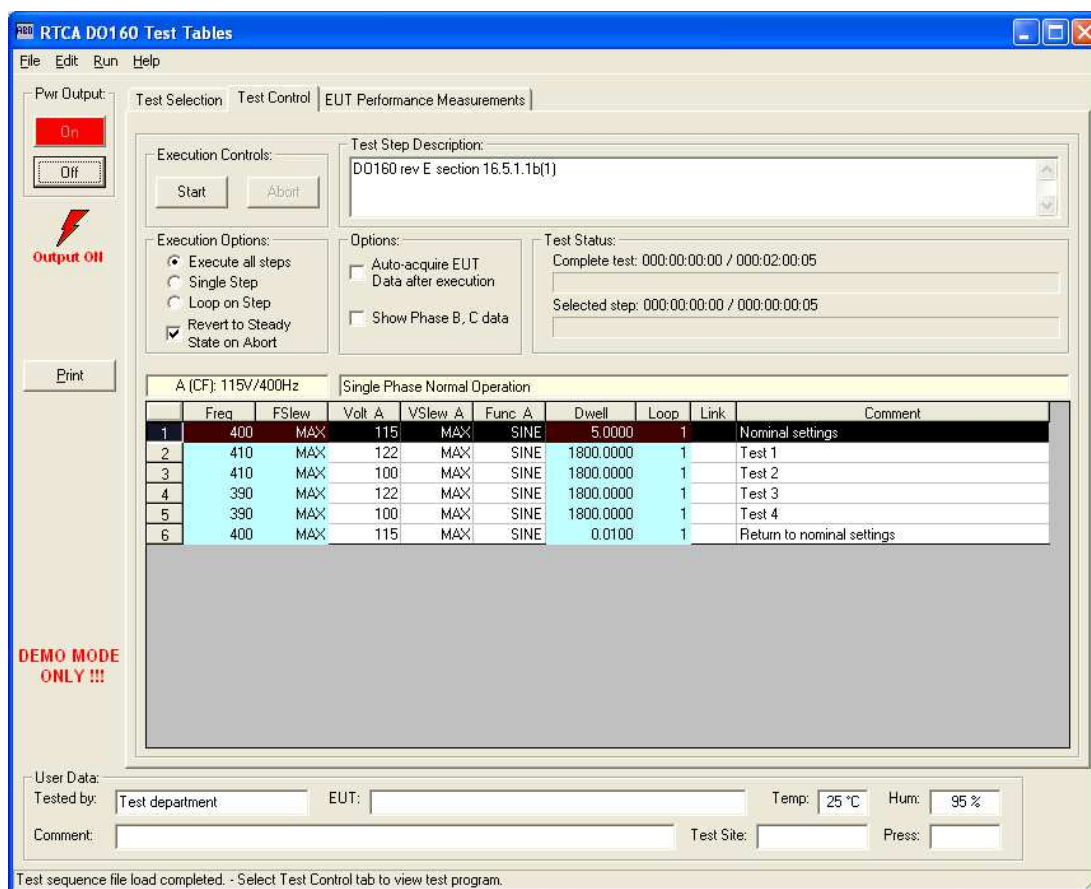 RTCA DO160 Test Tables
File Edit Run Help
Pwr Output:
On
Off
Output ON
Print
DEMO MODE
ONLY !!!
Test Selection Test Control EUT Performance Measurements
Execution Controls:
Start Abort
Test Step Description:
DO160 rev E section 16.5.1.1b(1)
Execution Options:
Execute all steps
Single Step
Loop on Step
Revert to Steady
State on Abort
Options:
Auto-acquire EUT
Data after execution
Show Phase B, C data
Test Status:
Complete test: 000:00:00:00 / 000:02:00:05
Selected step: 000:00:00:00 / 000:00:00:05
A (CF): 115V/400Hz Single Phase Normal Operation
Freq FSlew Volt A VSlew A Func A Dwell Loop Link Comment
1 400 MAX 115 MAX SINE 5.0000 1 Nominal settings
2 410 MAX 122 MAX SINE 1800.0000 1 Test 1
3 410 MAX 100 MAX SINE 1800.0000 1 Test 2
4 390 MAX 122 MAX SINE 1800.0000 1 Test 3
5 390 MAX 100 MAX SINE 1800.0000 1 Test 4
6 400 MAX 115 MAX SINE 0.0100 1 Return to nominal settings
User Data:
Tested by: Test department EUT: Temp: 25 °C Hum: 95 %
Comment: Test Site: Press:
Test sequence file load completed. - Select Test Control tab to view test program.